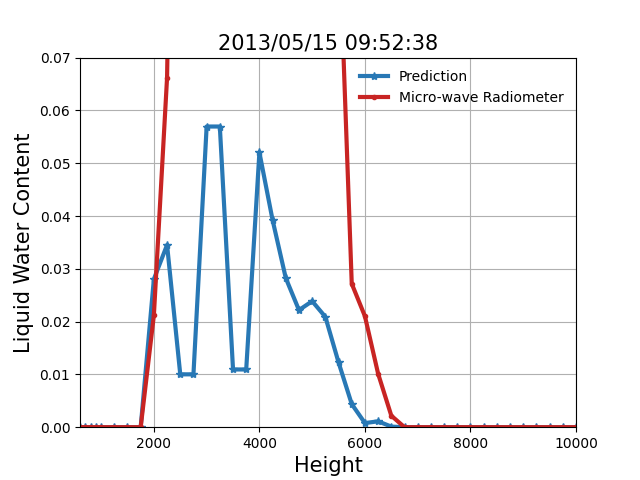 2013/05/15 09:52:38
0.07
0.06
0.05
0.04
0.03
0.02
0.01
0.00
Liquid Water Content
Prediction
Micro-wave Radiometer
2000 4000 6000 8000 10000
Height